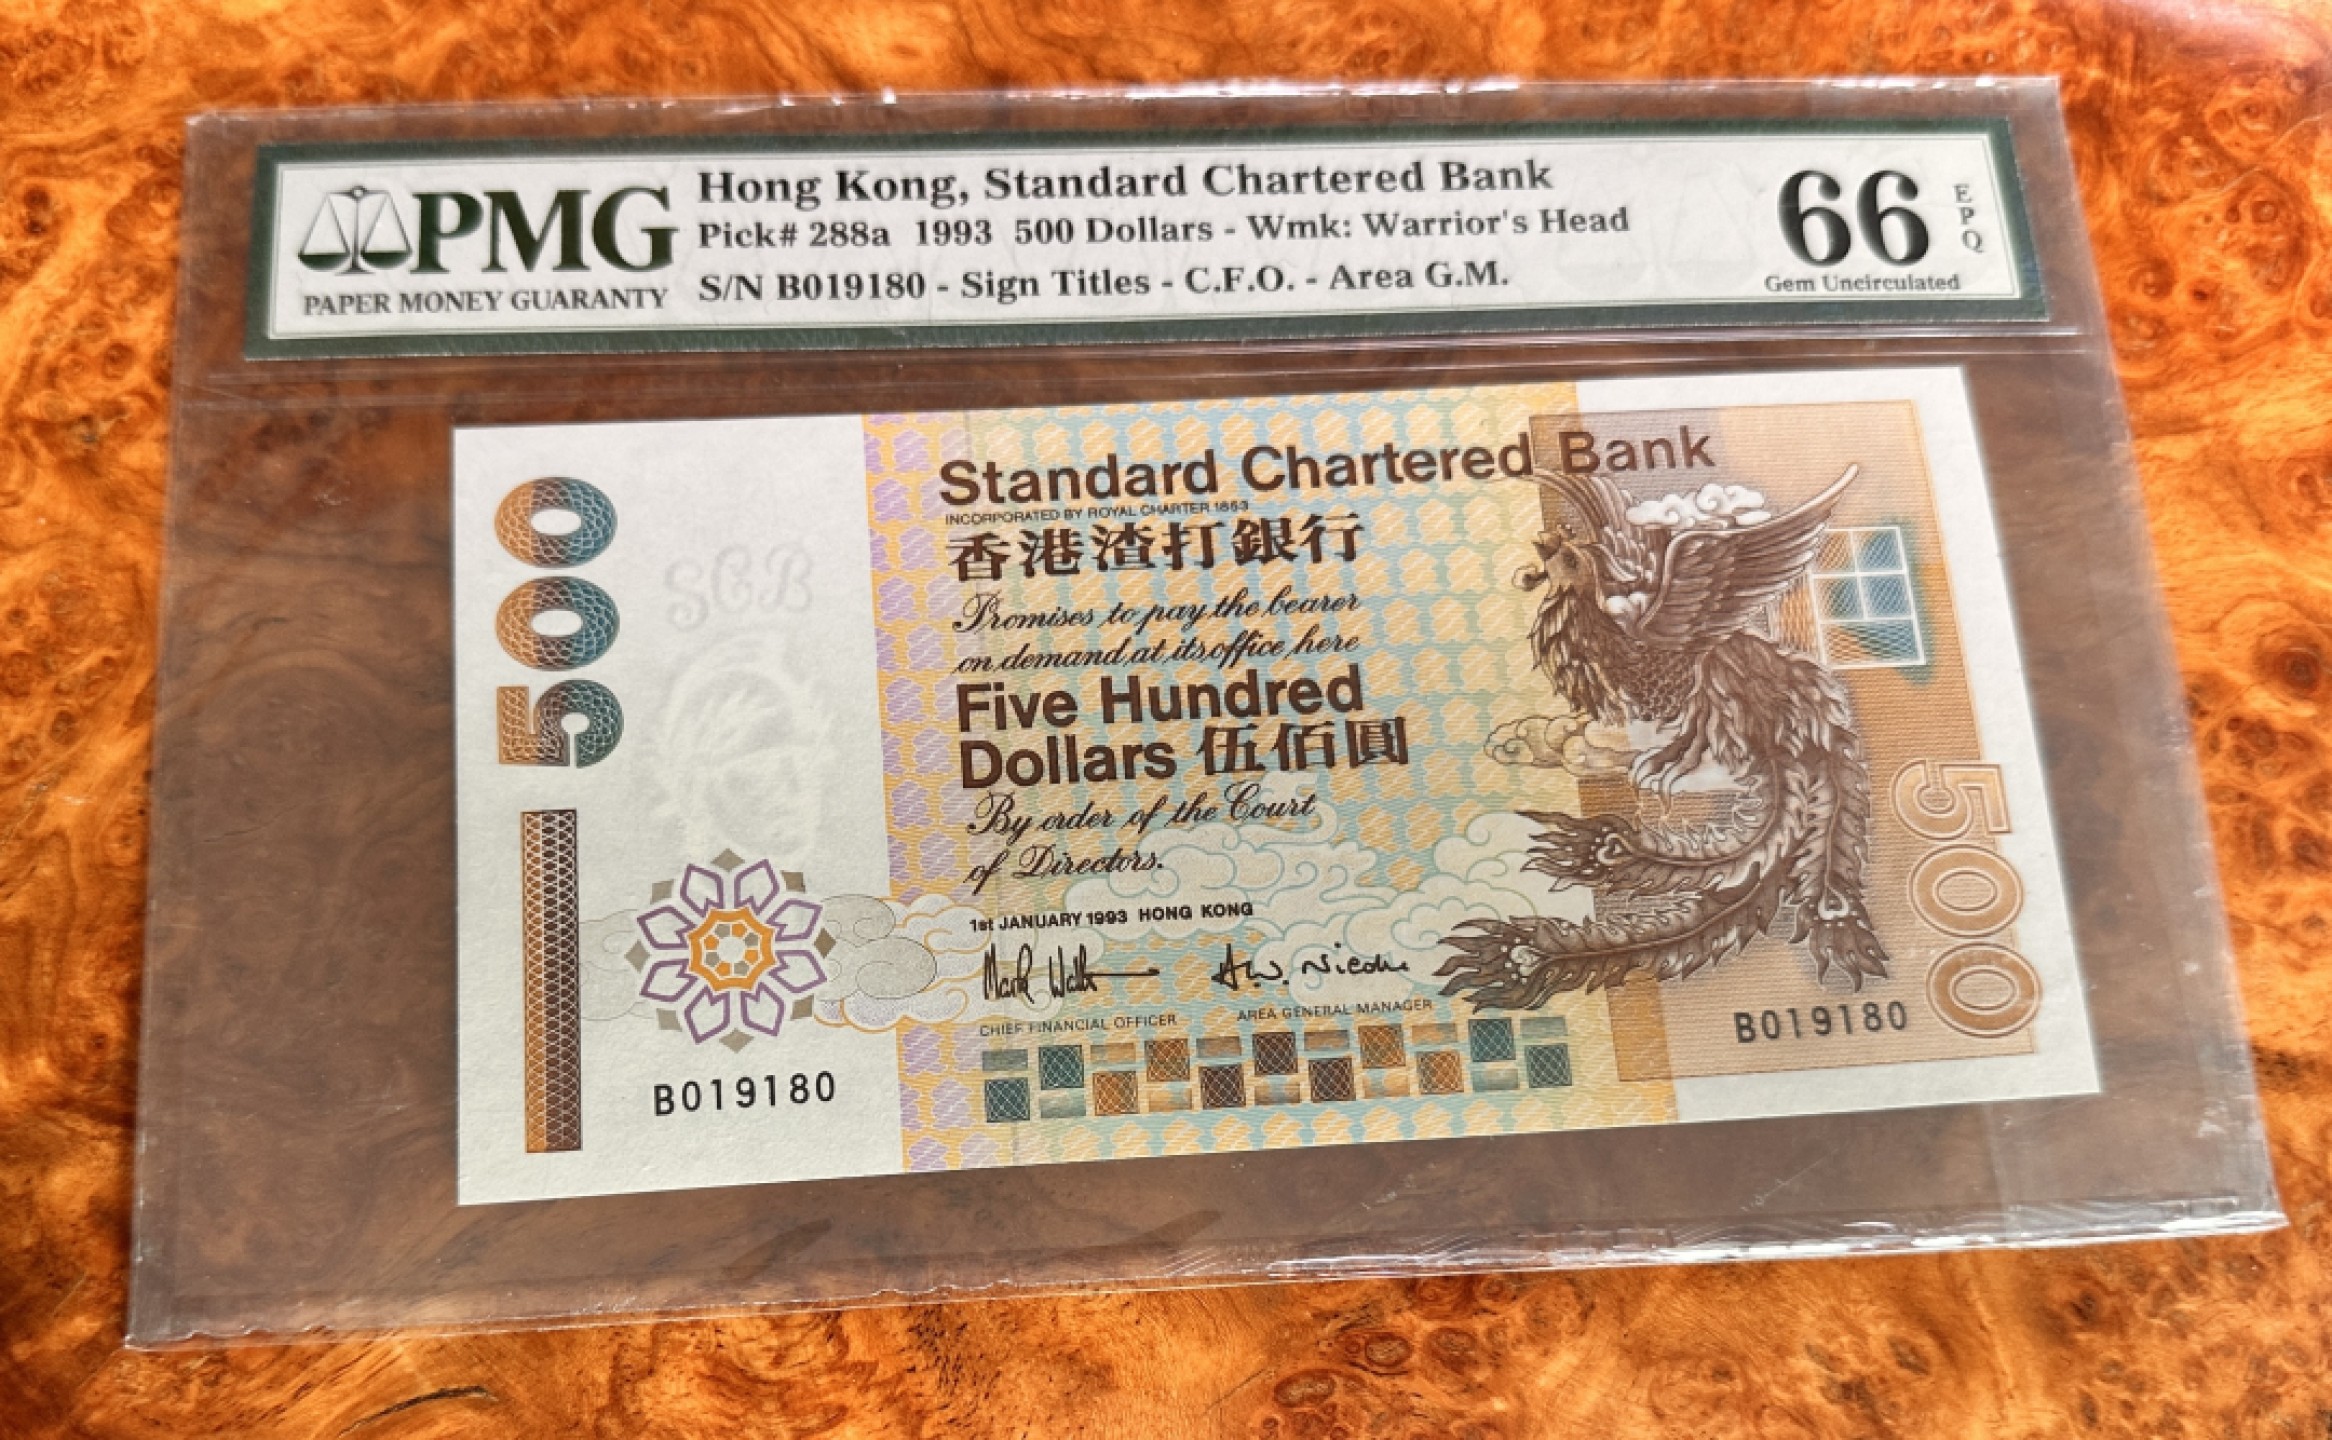 PMG
PAPER MONEY GUARANTY
Hong Kong, Standard Chartered Bank
Pick# 288a 1993 500 Dollars - Wmk: Warrior's Head
S/N B019180 - Sign Titles - C.F.O. - Area G.M.
66
EPQ
Gem Uncirculated
500
SCB
Standard Chartered Bank
INCORPORATED BY ROYAL CHARTER 1853
香港渣打銀行
Promises to pay the bearer
on demand at its office here
Five Hundred
Dollars 伍佰圓
By order of the Court
of Directors.
1st JANUARY 1993 HONG KONG
CHIEF FINANCIAL OFFICER
AREA GENERAL MANAGER
B019180
B019180
500